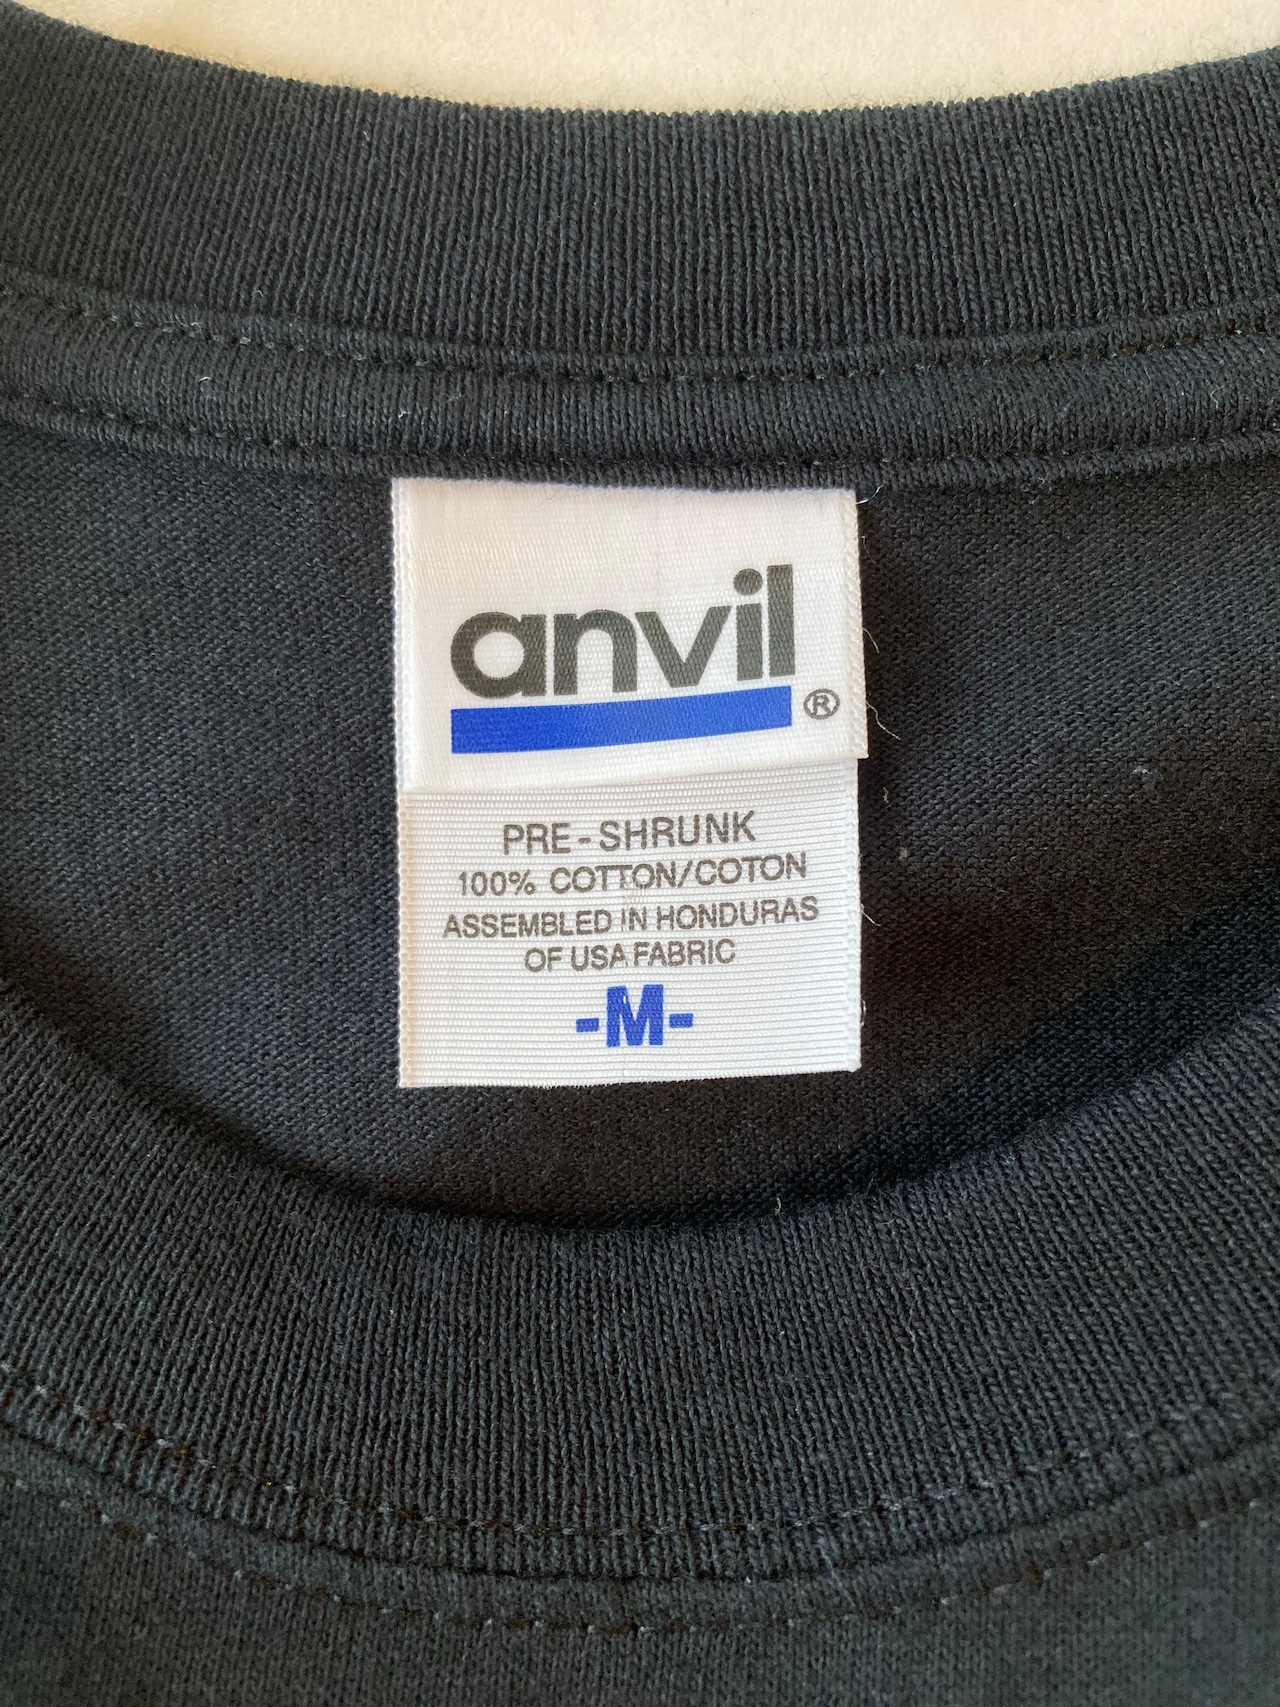 anvil
®
PRE-SHRUNK
100% COTTON/COTON
ASSEMBLED IN HONDURAS
OF USA FABRIC
-M-